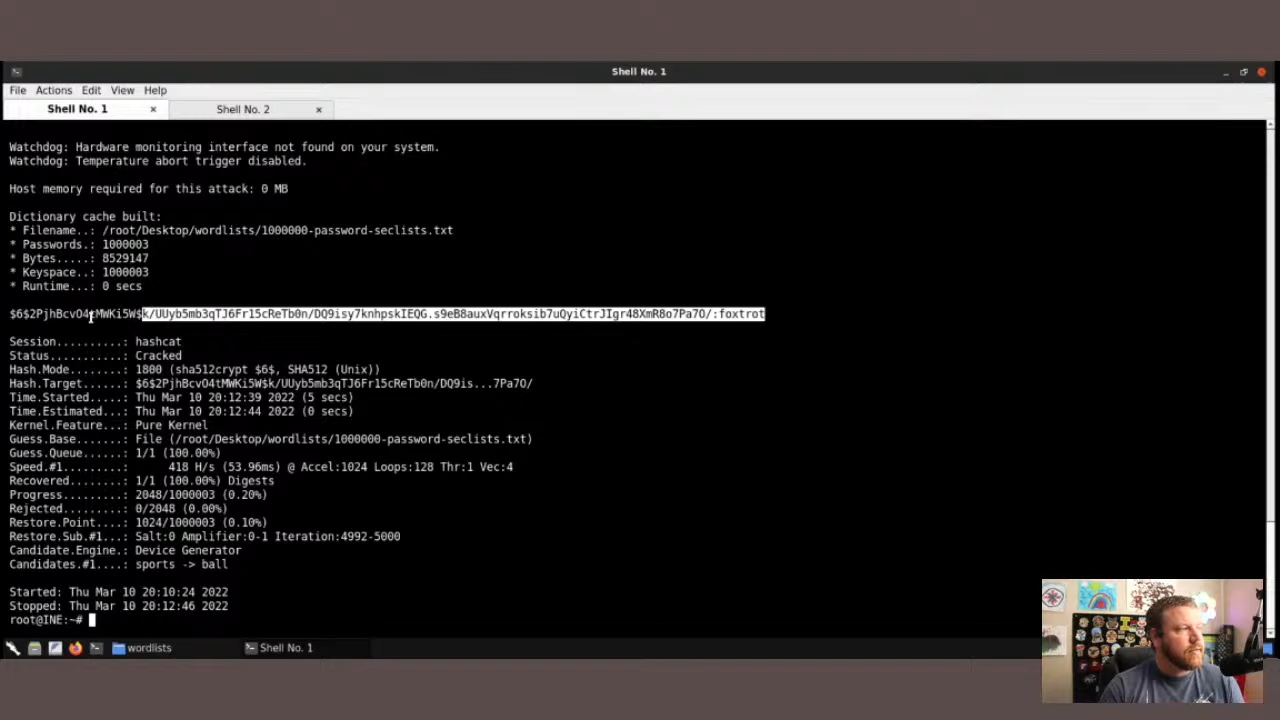 Shell No. 1
File Actions Edit View Help
Shell No. 1 × Shell No. 2 ×
Watchdog: Hardware monitoring interface not found on your system.
Watchdog: Temperature abort trigger disabled.
Host memory required for this attack: 0 MB
Dictionary cache built:
* Filename..: /root/Desktop/wordlists/1000000-password-seclists.txt
* Passwords.: 1000003
* Bytes.....: 8529147
* Keyspace..: 1000003
* Runtime...: 0 secs
$6$2PjhBcvO4tMWKi5W$k/UUyb5mb3qTJ6Fr15cReTb0n/DQ9isy7knhpskIEQG.s9eB8auxVqrroksib7uQyiCtrJIgr48XmR8o7Pa7O/:foxtrot
Session..........: hashcat
Status...........: Cracked
Hash.Mode........: 1800 (sha512crypt $6$, SHA512 (Unix))
Hash.Target......: $6$2PjhBcvO4tMWKi5W$k/UUyb5mb3qTJ6Fr15cReTb0n/DQ9is...7Pa7O/
Time.Started.....: Thu Mar 10 20:12:39 2022 (5 secs)
Time.Estimated...: Thu Mar 10 20:12:44 2022 (0 secs)
Kernel.Feature...: Pure Kernel
Guess.Base.......: File (/root/Desktop/wordlists/1000000-password-seclists.txt)
Guess.Queue......: 1/1 (100.00%)
Speed.#1.........:      418 H/s (53.96ms) @ Accel:1024 Loops:128 Thr:1 Vec:4
Recovered........: 1/1 (100.00%) Digests
Progress.........: 2048/1000003 (0.20%)
Rejected.........: 0/2048 (0.00%)
Restore.Point....: 1024/1000003 (0.10%)
Restore.Sub.#1...: Salt:0 Amplifier:0-1 Iteration:4992-5000
Candidate.Engine.: Device Generator
Candidates.#1....: sports -> ball
Started: Thu Mar 10 20:10:24 2022
Stopped: Thu Mar 10 20:12:46 2022
root@INE:~#
wordlists Shell No. 1